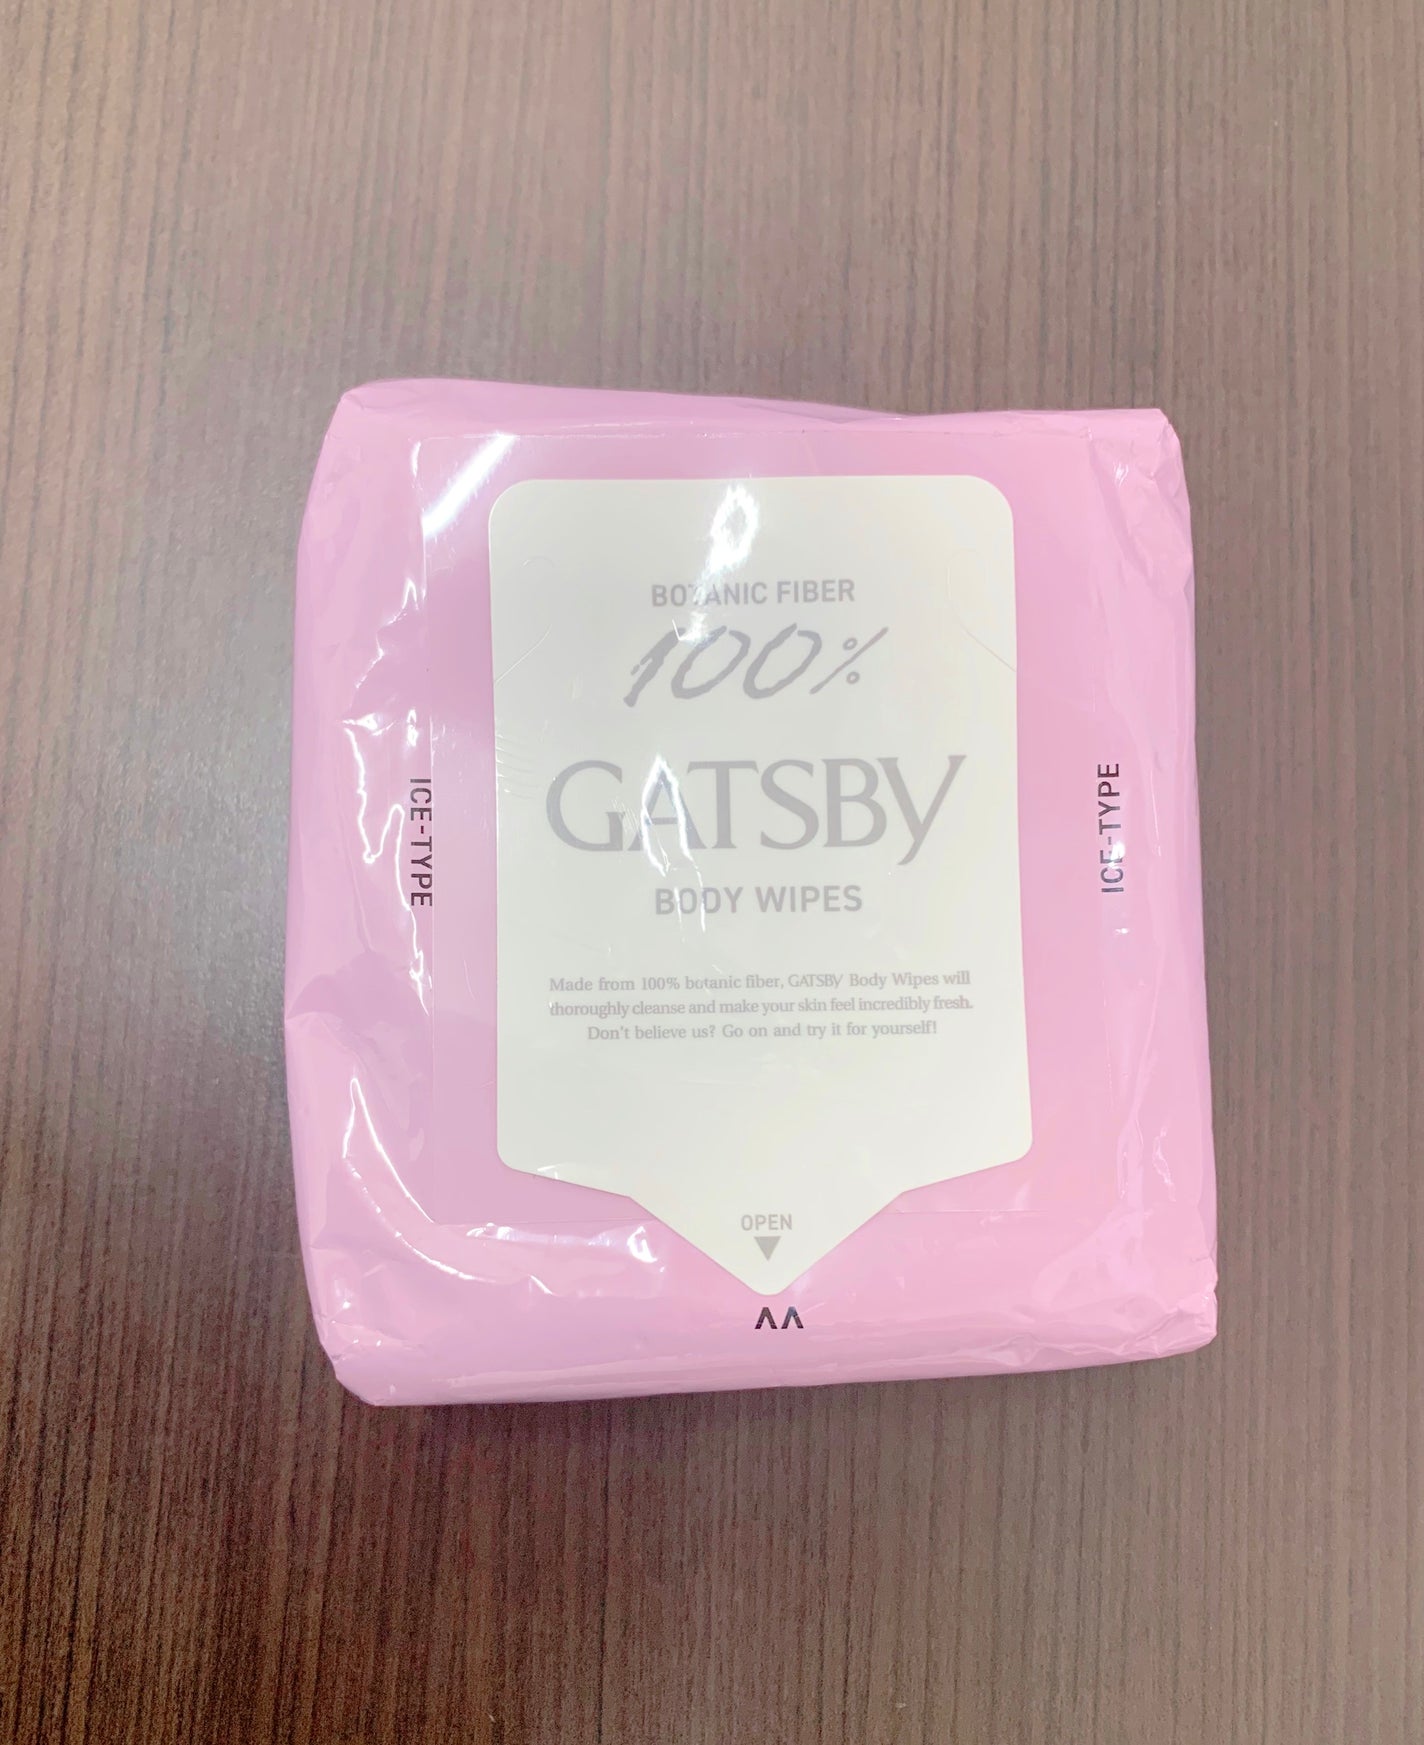 BOTANIC FIBER
100%
GATSBY
BODY WIPES
Made from 100% botanic fiber, GATSBY Body Wipes will
thoroughly cleanse and make your skin feel incredibly fresh.
Don't believe us? Go on and try it for yourself!
OPEN
ICE-TYPE
ICE-TYPE